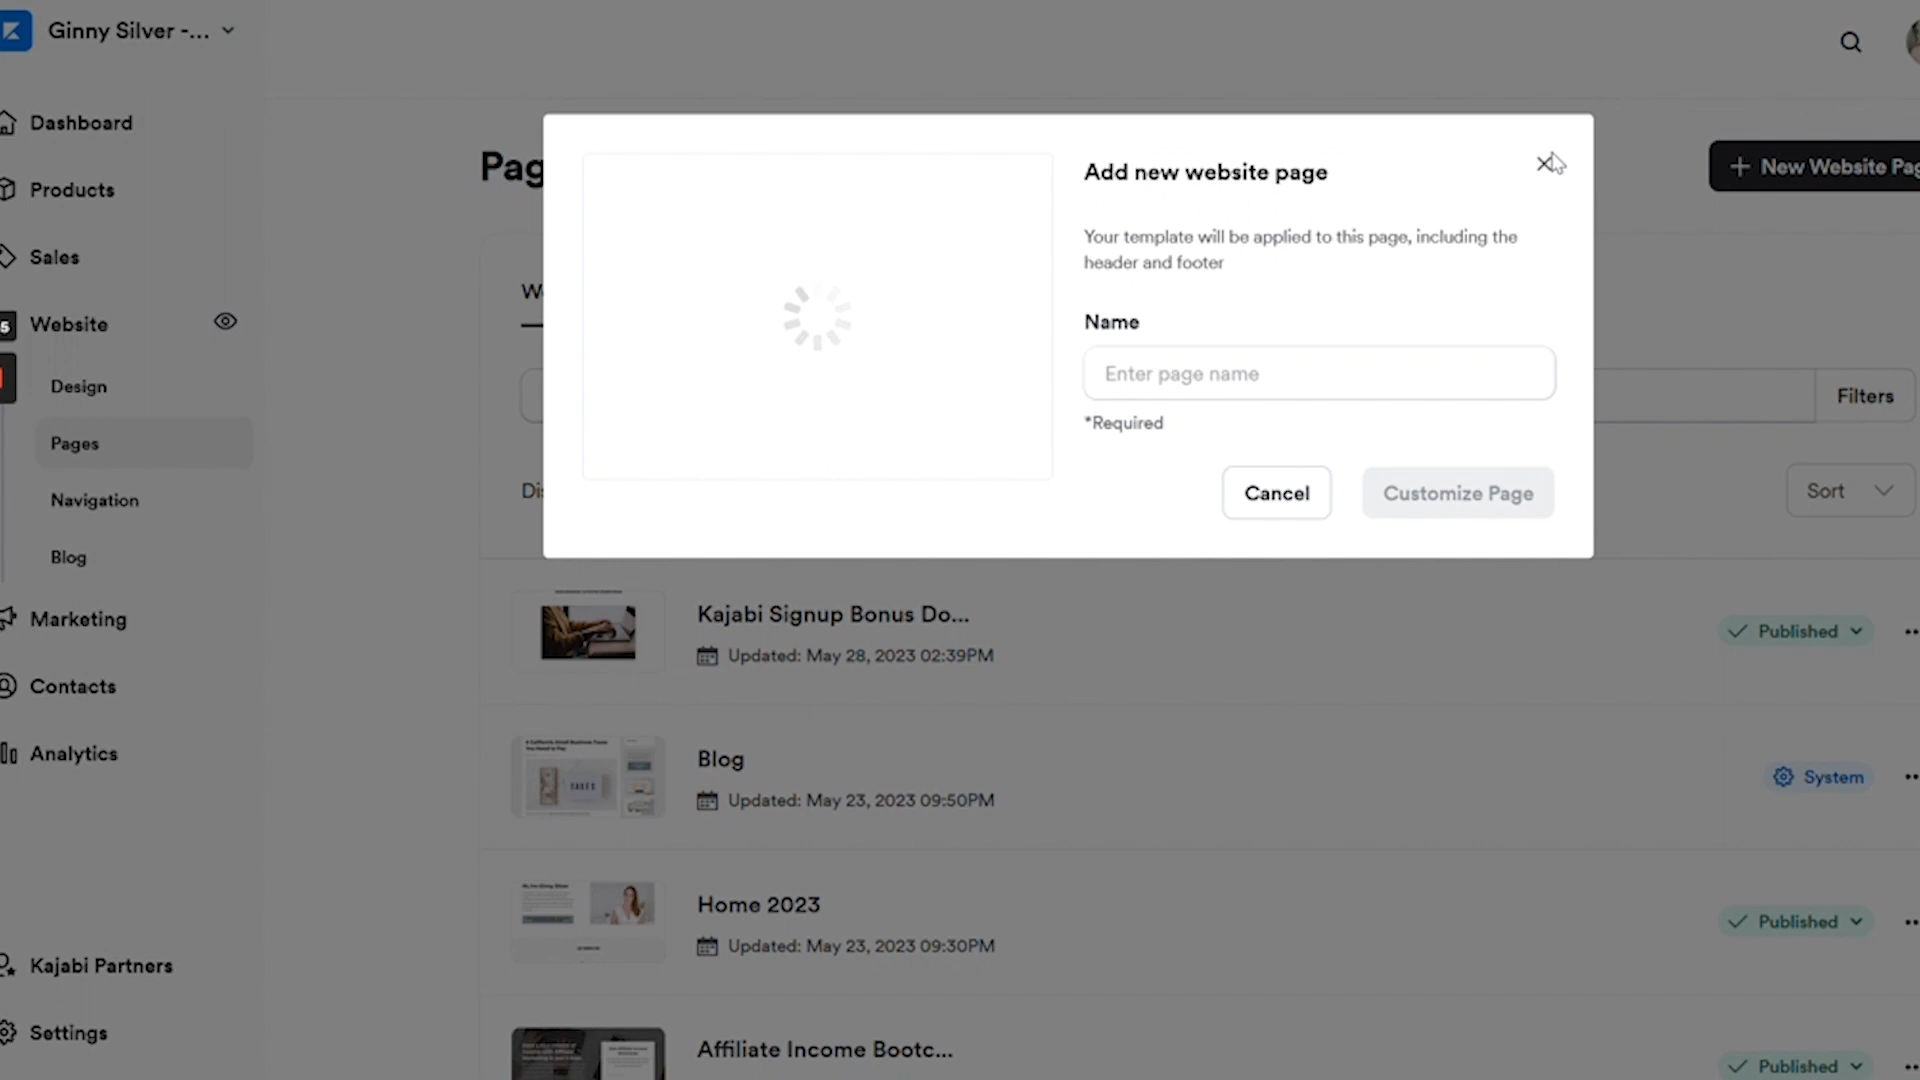 Ginny Silver -...
Dashboard
Products
Sales
Website
Design
Pages
Navigation
Blog
Marketing
Contacts
Analytics
Kajabi Partners
Settings
5
Pag
New Website Pag
Add new website page
Your template will be applied to this page, including the
header and footer
Name
Enter page name
*Required
Cancel
Customize Page
W
Filters
Dis
Sort
Kajabi Signup Bonus Do...
Updated: May 28, 2023 02:39PM
Published
Blog
Updated: May 23, 2023 09:50PM
System
TAXES
Home 2023
Updated: May 23, 2023 09:30PM
Published
Affiliate Income Bootc...
Published